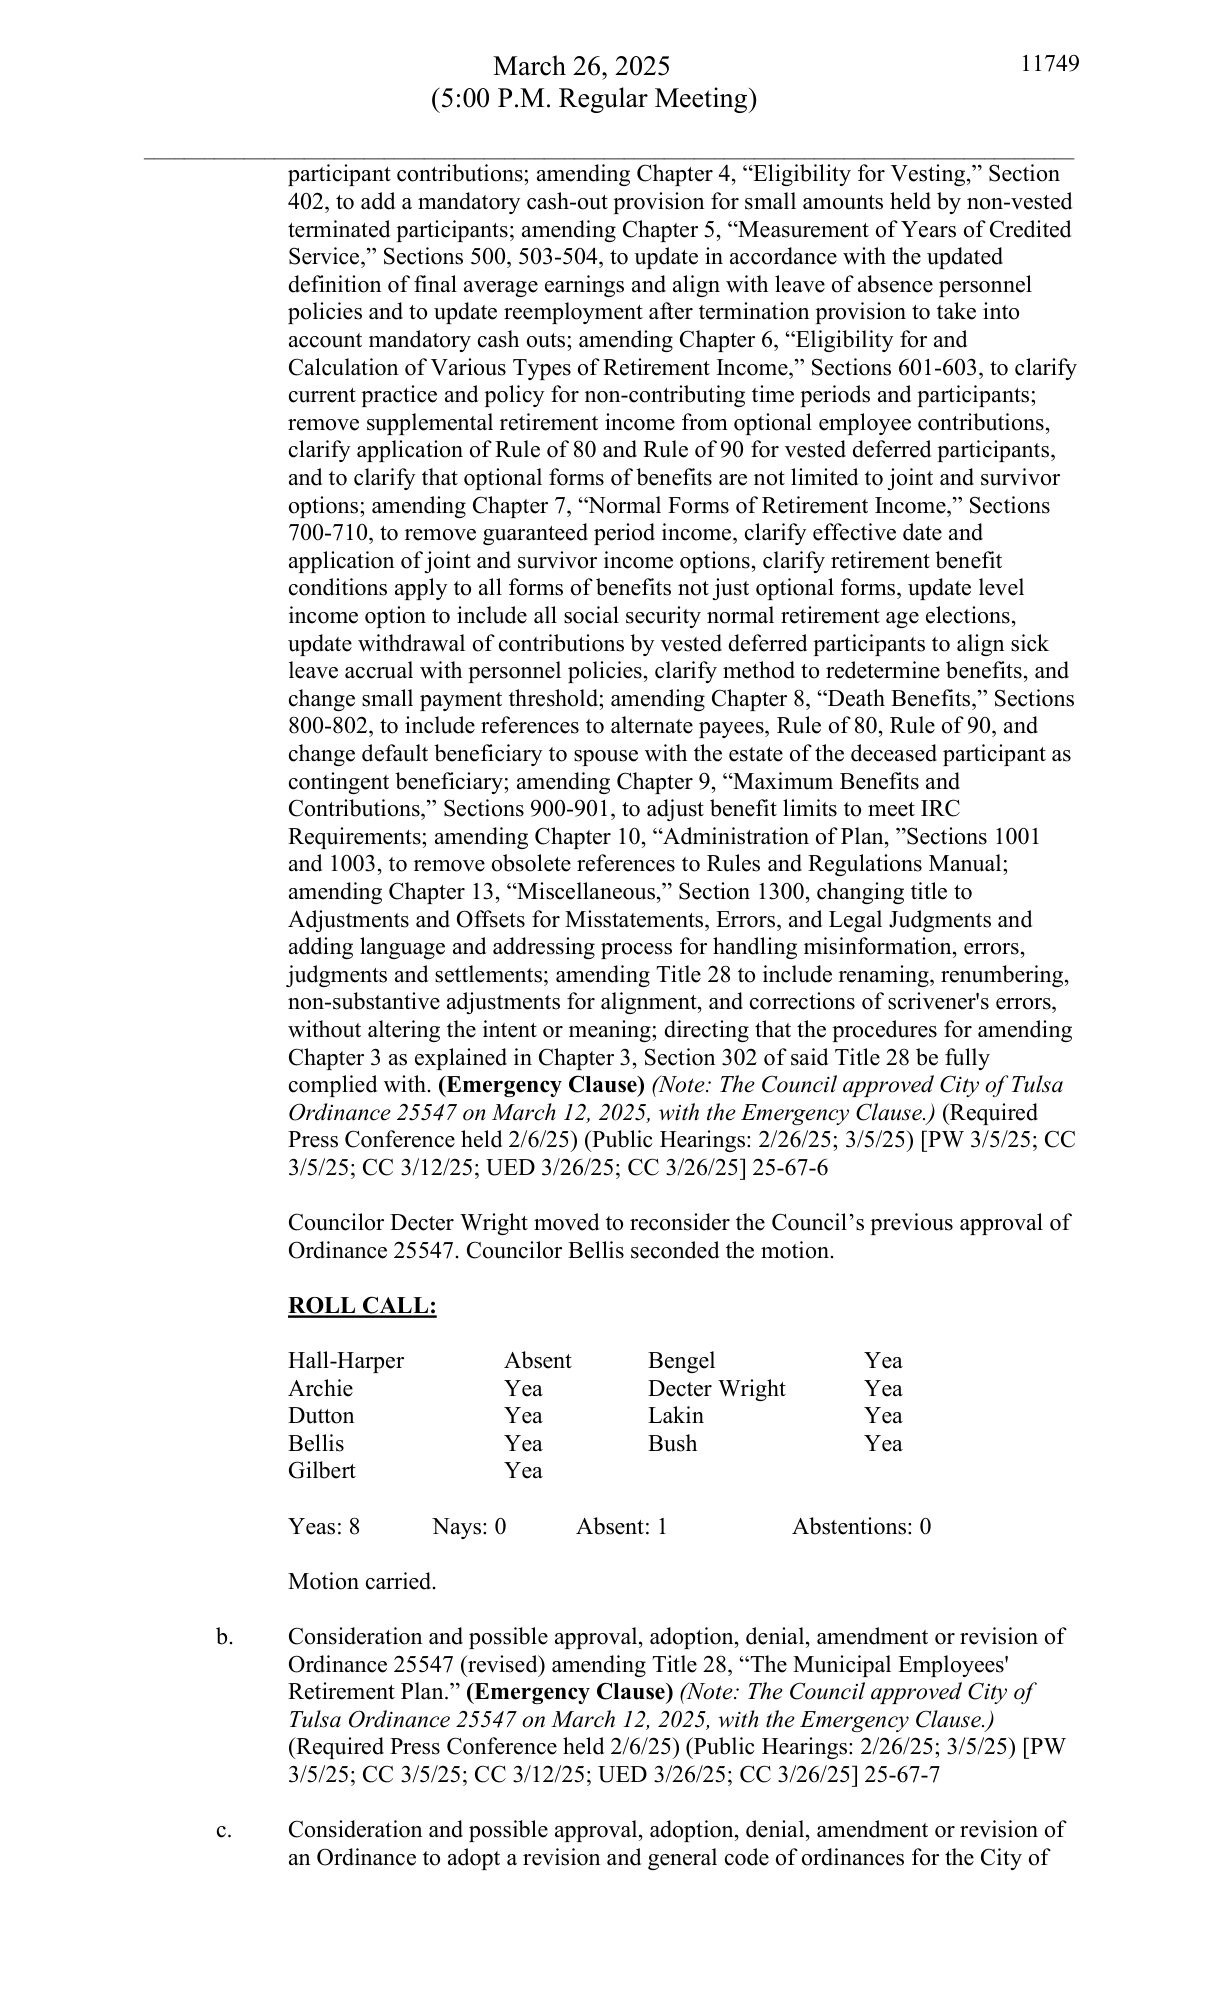 March 26, 2025
11749
(5:00 P.M. Regular Meeting)
participant contributions; amending Chapter 4, “Eligibility for Vesting,” Section
402, to add a mandatory cash-out provision for small amounts held by non-vested
terminated participants; amending Chapter 5, “Measurement of Years of Credited
Service,” Sections 500, 503-504, to update in accordance with the updated
definition of final average earnings and align with leave of absence personnel
policies and to update reemployment after termination provision to take into
account mandatory cash outs; amending Chapter 6, “Eligibility for and
Calculation of Various Types of Retirement Income,” Sections 601-603, to clarify
current practice and policy for non-contributing time periods and participants;
remove supplemental retirement income from optional employee contributions,
clarify application of Rule of 80 and Rule of 90 for vested deferred participants,
and to clarify that optional forms of benefits are not limited to joint and survivor
options; amending Chapter 7, “Normal Forms of Retirement Income,” Sections
700-710, to remove guaranteed period income, clarify effective date and
application of joint and survivor income options, clarify retirement benefit
conditions apply to all forms of benefits not just optional forms, update level
income option to include all social security normal retirement age elections,
update withdrawal of contributions by vested deferred participants to align sick
leave accrual with personnel policies, clarify method to redetermine benefits, and
change small payment threshold; amending Chapter 8, “Death Benefits,” Sections
800-802, to include references to alternate payees, Rule of 80, Rule of 90, and
change default beneficiary to spouse with the estate of the deceased participant as
contingent beneficiary; amending Chapter 9, “Maximum Benefits and
Contributions,” Sections 900-901, to adjust benefit limits to meet IRC
Requirements; amending Chapter 10, “Administration of Plan, ”Sections 1001
and 1003, to remove obsolete references to Rules and Regulations Manual;
amending Chapter 13, “Miscellaneous,” Section 1300, changing title to
Adjustments and Offsets for Misstatements, Errors, and Legal Judgments and
adding language and addressing process for handling misinformation, errors,
judgments and settlements; amending Title 28 to include renaming, renumbering,
non-substantive adjustments for alignment, and corrections of scrivener's errors,
without altering the intent or meaning; directing that the procedures for amending
Chapter 3 as explained in Chapter 3, Section 302 of said Title 28 be fully
complied with. (Emergency Clause) (Note: The Council approved City of Tulsa
Ordinance 25547 on March 12, 2025, with the Emergency Clause.) (Required
Press Conference held 2/6/25) (Public Hearings: 2/26/25; 3/5/25) [PW 3/5/25; CC
3/5/25; CC 3/12/25; UED 3/26/25; CC 3/26/25] 25-67-6
Councilor Decter Wright moved to reconsider the Council’s previous approval of
Ordinance 25547. Councilor Bellis seconded the motion.
ROLL CALL:
Hall-Harper Absent Bengel Yea
Archie Yea Decter Wright Yea
Dutton Yea Lakin Yea
Bellis Yea Bush Yea
Gilbert Yea
Yeas: 8 Nays: 0 Absent: 1 Abstentions: 0
Motion carried.
b. Consideration and possible approval, adoption, denial, amendment or revision of
Ordinance 25547 (revised) amending Title 28, “The Municipal Employees'
Retirement Plan.” (Emergency Clause) (Note: The Council approved City of
Tulsa Ordinance 25547 on March 12, 2025, with the Emergency Clause.)
(Required Press Conference held 2/6/25) (Public Hearings: 2/26/25; 3/5/25) [PW
3/5/25; CC 3/5/25; CC 3/12/25; UED 3/26/25; CC 3/26/25] 25-67-7
c. Consideration and possible approval, adoption, denial, amendment or revision of
an Ordinance to adopt a revision and general code of ordinances for the City of